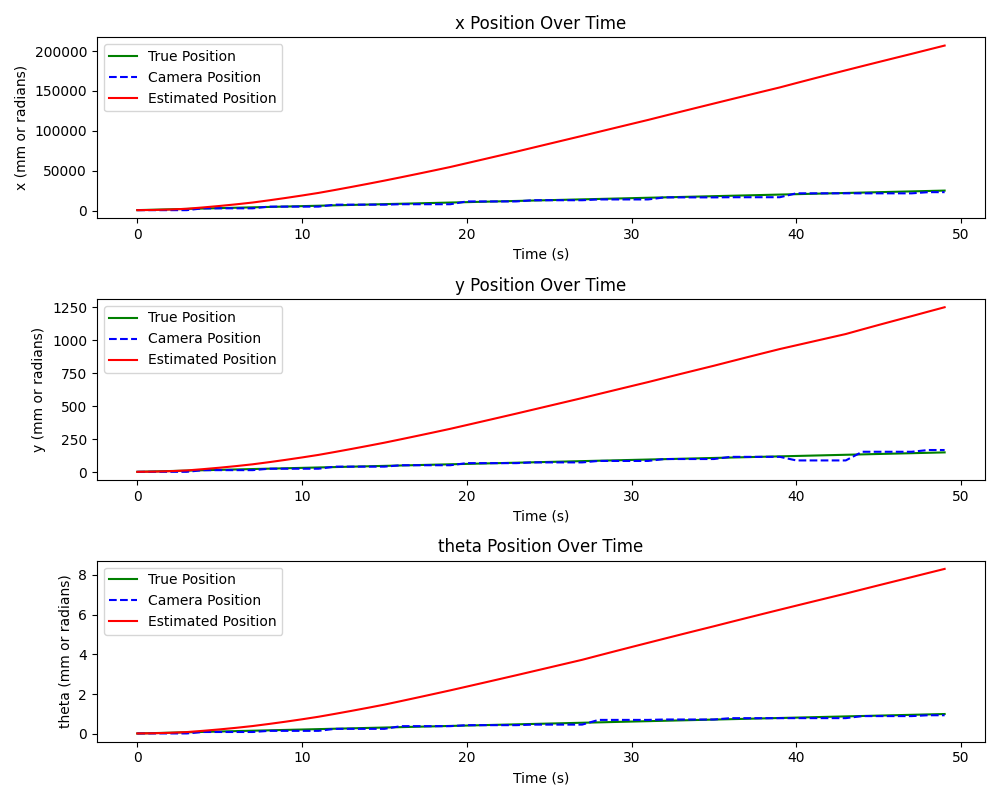 x Position Over Time
True Position
Camera Position
Estimated Position
x (mm or radians)
200000
150000
100000
50000
0
0 10 20 30 40 50
Time (s)
y Position Over Time
True Position
Camera Position
Estimated Position
y (mm or radians)
1250
1000
750
500
250
0
0 10 20 30 40 50
Time (s)
theta Position Over Time
True Position
Camera Position
Estimated Position
theta (mm or radians)
8
6
4
2
0
0 10 20 30 40 50
Time (s)